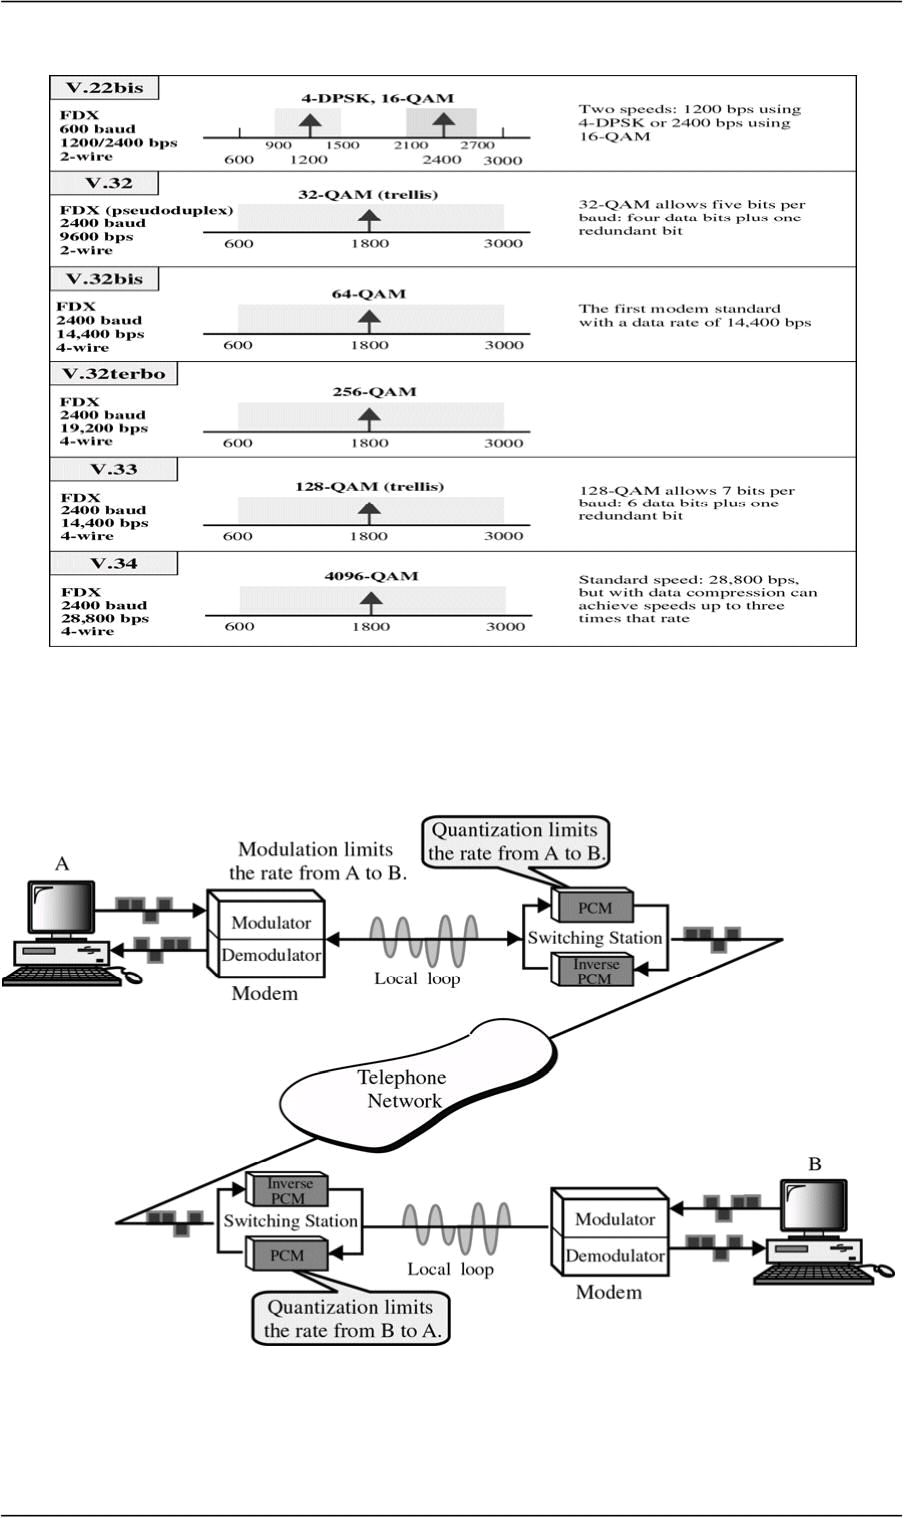 V.22bis
FDX
600 baud
1200/2400 bps
2-wire
4-DPSK, 16-QAM
900 1500 2100 2700
600 1200 2400 3000
Two speeds: 1200 bps using
4-DPSK or 2400 bps using
16-QAM
V.32
FDX (pseudoduplex)
2400 baud
9600 bps
2-wire
32-QAM (trellis)
600 1800 3000
32-QAM allows five bits per
baud: four data bits plus one
redundant bit
V.32bis
FDX
2400 baud
14,400 bps
4-wire
64-QAM
600 1800 3000
The first modem standard
with a data rate of 14,400 bps
V.32terbo
FDX
2400 baud
19,200 bps
4-wire
256-QAM
600 1800 3000
V.33
FDX
2400 baud
14,400 bps
4-wire
128-QAM (trellis)
600 1800 3000
128-QAM allows 7 bits per
baud: 6 data bits plus one
redundant bit
V.34
FDX
2400 baud
28,800 bps
4-wire
4096-QAM
600 1800 3000
Standard speed: 28,800 bps,
but with data compression can
achieve speeds up to three
times that rate
A
Modulation limits
the rate from A to B.
Quantization limits
the rate from A to B.
Modulator
Demodulator
Modem
Local loop
PCM
Switching Station
Inverse
PCM
Telephone
Network
Inverse
PCM
Switching Station
PCM
Quantization limits
the rate from B to A.
Local loop
Modulator
Demodulator
Modem
B